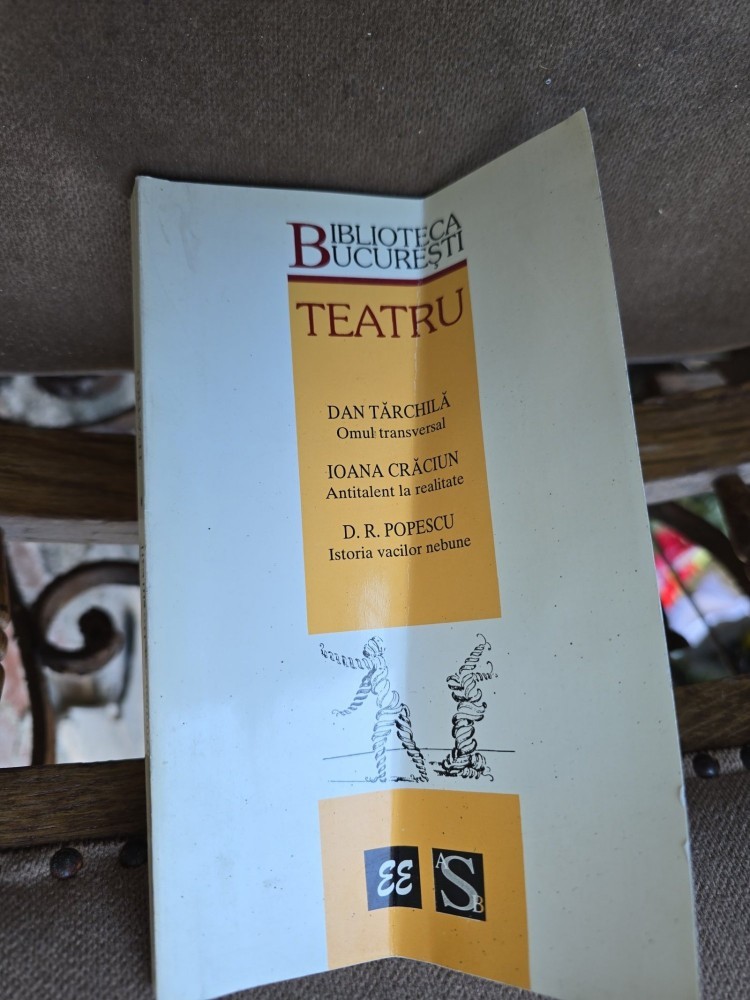 BIBLIOTECA
BUCUREȘTI
TEATRU
DAN TĂRCHILĂ
Omul transversal
IOANA CRĂCIUN
Antitalent la realitate
D. R. POPESCU
Istoria vacilor nebune
EE
ASB